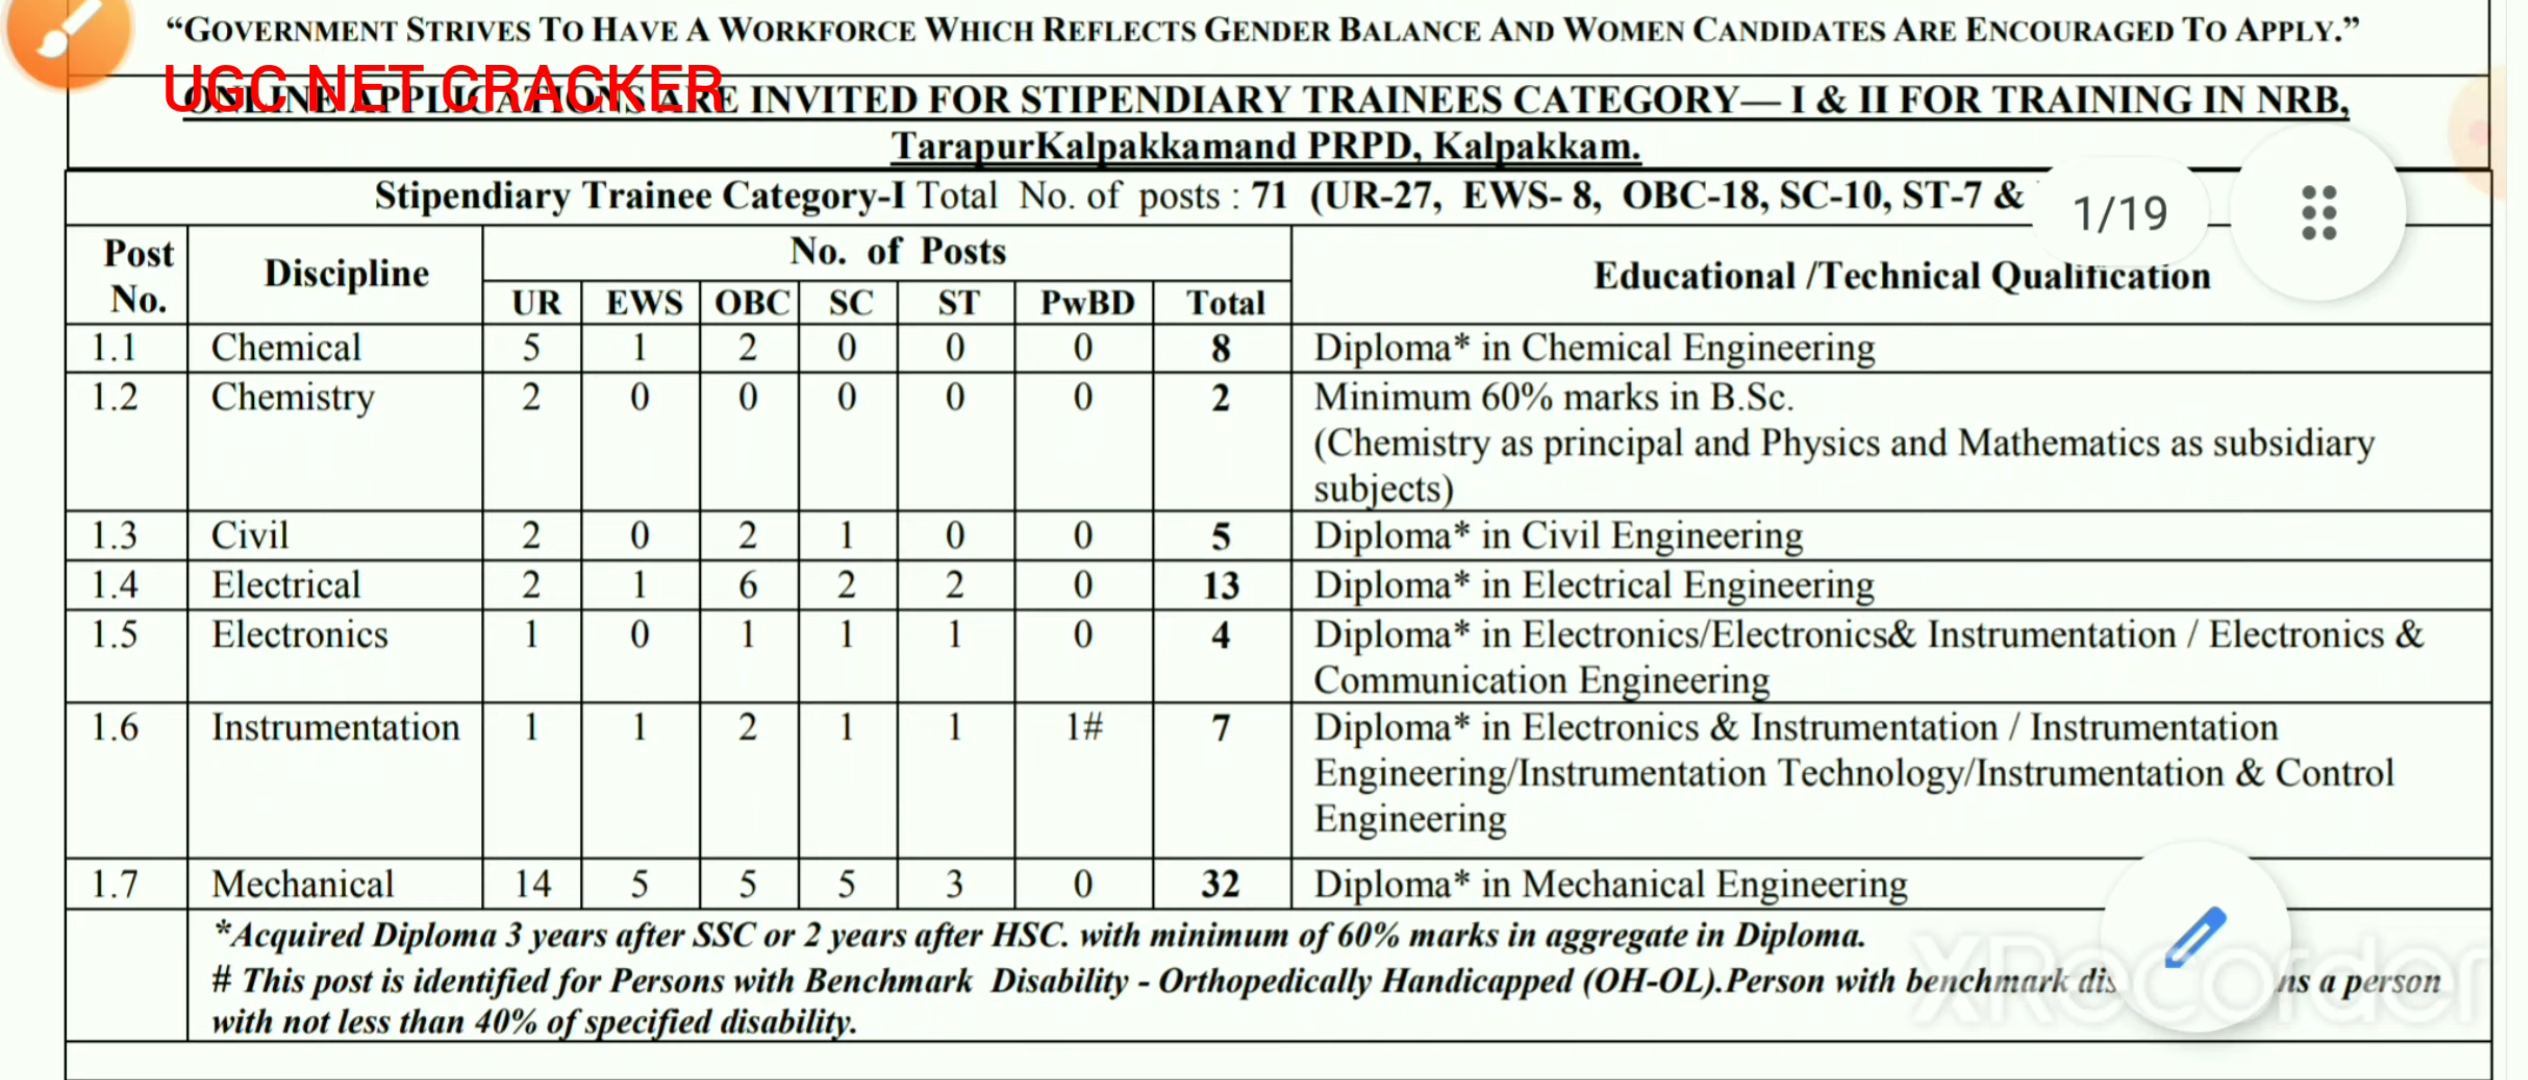 “GOVERNMENT STRIVES TO HAVE A WORKFORCE WHICH REFLECTS GENDER BALANCE AND WOMEN CANDIDATES ARE ENCOURAGED TO APPLY.”
UGC NET CRACKER
ONLINE APPLICATIONS ARE INVITED FOR STIPENDIARY TRAINEES CATEGORY— I & II FOR TRAINING IN NRB,
TarapurKalpakkamand PRPD, Kalpakkam.
Stipendiary Trainee Category-I Total No. of posts : 71 (UR-27, EWS- 8, OBC-18, SC-10, ST-7 &
1/19
Post No. Discipline No. of Posts Educational /Technical Qualification
UR EWS OBC SC ST PwBD Total
1.1 Chemical 5 1 2 0 0 0 8 Diploma* in Chemical Engineering
1.2 Chemistry 2 0 0 0 0 0 2 Minimum 60% marks in B.Sc.
(Chemistry as principal and Physics and Mathematics as subsidiary
subjects)
1.3 Civil 2 0 2 1 0 0 5 Diploma* in Civil Engineering
1.4 Electrical 2 1 6 2 2 0 13 Diploma* in Electrical Engineering
1.5 Electronics 1 0 1 1 1 0 4 Diploma* in Electronics/Electronics& Instrumentation / Electronics &
Communication Engineering
1.6 Instrumentation 1 1 2 1 1 1# 7 Diploma* in Electronics & Instrumentation / Instrumentation
Engineering/Instrumentation Technology/Instrumentation & Control
Engineering
1.7 Mechanical 14 5 5 5 3 0 32 Diploma* in Mechanical Engineering
*Acquired Diploma 3 years after SSC or 2 years after HSC. with minimum of 60% marks in aggregate in Diploma.
# This post is identified for Persons with Benchmark Disability - Orthopedically Handicapped (OH-OL).Person with benchmark a person
with not less than 40% of specified disability.
XRecorder